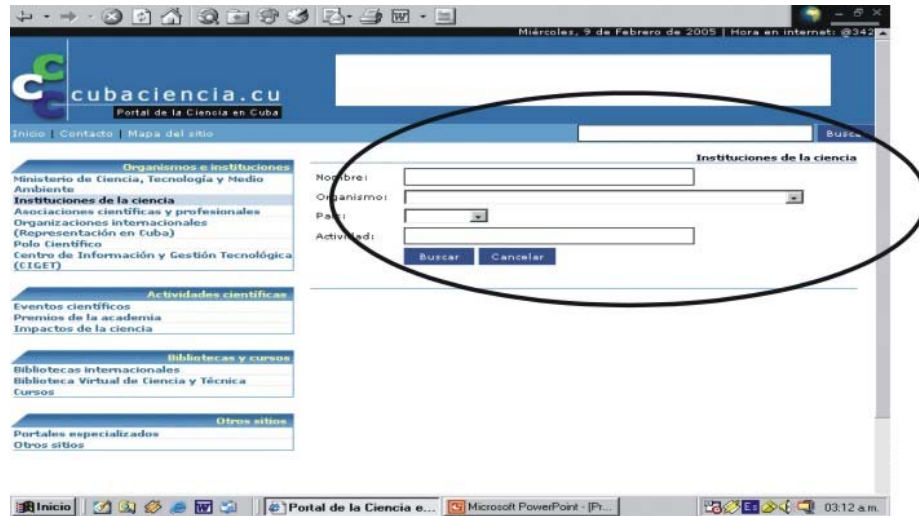 Miércoles, 9 de Febrero de 2005 | Hora en internet: @342
cubaciencia.cu
Portal de la Ciencia en Cuba
Inicio | Contacto | Mapa del sitio
Buscar
Organismos e instituciones
Ministerio de Ciencia, Tecnología y Medio
Ambiente
Instituciones de la ciencia
Asociaciones científicas y profesionales
Organizaciones internacionales
(Representación en Cuba)
Polo Científico
Centro de Información y Gestión Tecnológica
(CIGET)
Actividades científicas
Eventos científicos
Premios de la academia
Impactos de la ciencia
Bibliotecas y cursos
Bibliotecas internacionales
Biblioteca Virtual de Ciencia y Técnica
Cursos
Otros sitios
Portales especializados
Otros sitios
Instituciones de la ciencia
Nombre:
Organismo:
País:
Actividad:
Buscar Cancelar
Inicio
Portal de la Ciencia e...
Microsoft PowerPoint - [Pr...
Es
03:12 a.m.